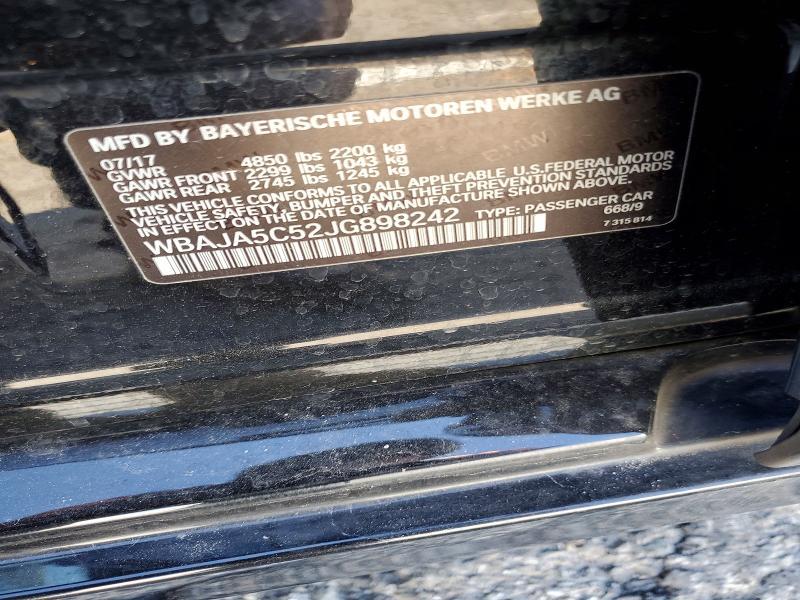 MFD BY BAYERISCHE MOTOREN WERKE AG
07/17
GVWR 4850 lbs 2200 kg
GAWR FRONT 2299 lbs 1043 kg
GAWR REAR 2745 lbs 1245 kg
THIS VEHICLE CONFORMS TO ALL APPLICABLE U.S.FEDERAL MOTOR
VEHICLE SAFETY, BUMPER, AND THEFT PREVENTION STANDARDS
IN EFFECT ON THE DATE OF MANUFACTURE SHOWN ABOVE.
WBAJA5C52JG898242 TYPE: PASSENGER CAR
668/9
7 315 814